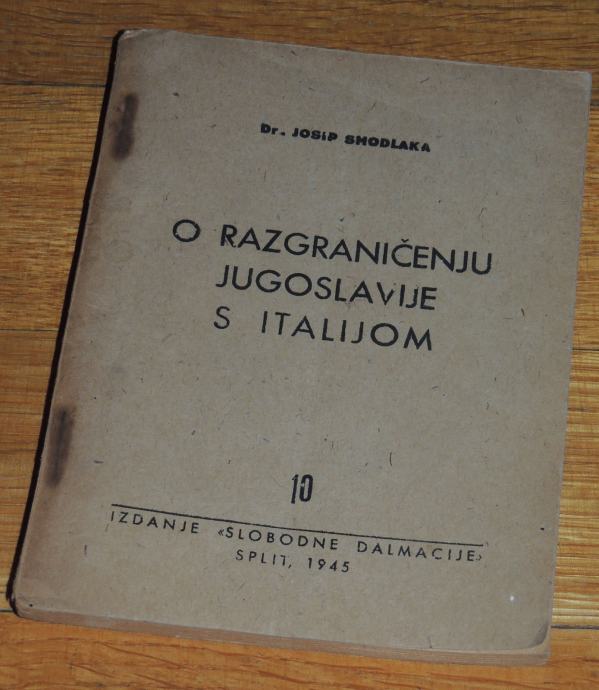 Dr. JOSIP SMODLAKA
O RAZGRANIČENJU
JUGOSLAVIJE
S ITALIJOM
10
IZDANJE «SLOBODNE DALMACIJE»
SPLIT, 1945